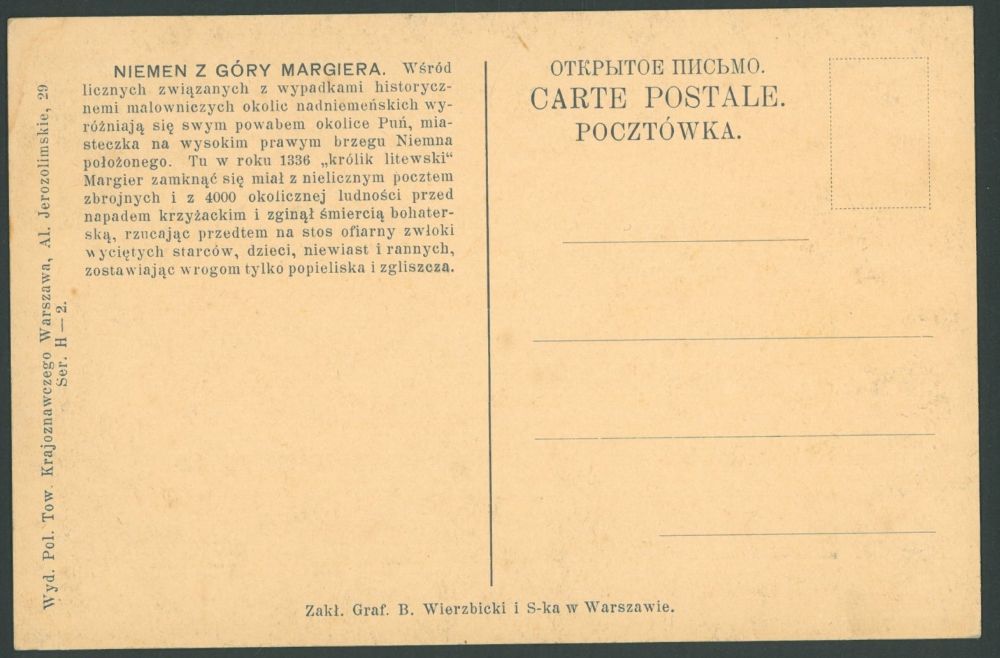 NIEMEN Z GÓRY MARGIERA. Wśród
licznych związanych z wypadkami historycz-
nemi malowniczych okolic nadniemeńskich wy-
różniają się swym powabem okolice Puń, mia-
steczka na wysokim prawym brzegu Niemna
położonego. Tu w roku 1336 „królik litewski“
Margier zamknąć się miał z nielicznym pocztem
zbrojnych i z 4000 okolicznej ludności przed
napadem krzyżackim i zginął śmiercią bohater-
ską, rzucając przedtem na stos ofiarny zwłoki
wyciętych starców, dzieci, niewiast i rannych,
zostawiając wrogom tylko popieliska i zgliszcza.
Wyd. Pol. Tow. Krajoznawczego Warszawa, Al. Jerozolimskie, 29
Ser. H — 2.
ОТКРЫТОЕ ПИСЬМО.
CARTE POSTALE.
POCZTÓWKA.
Zakł. Graf. B. Wierzbicki i S-ka w Warszawie.